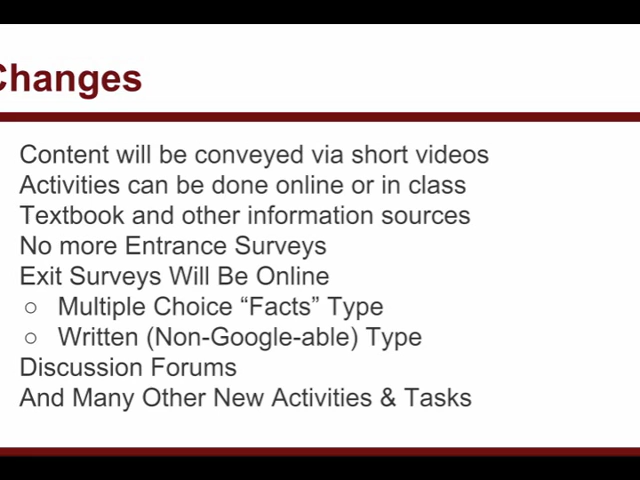 Changes
Content will be conveyed via short videos
Activities can be done online or in class
Textbook and other information sources
No more Entrance Surveys
Exit Surveys Will Be Online
○ Multiple Choice “Facts” Type
○ Written (Non-Google-able) Type
Discussion Forums
And Many Other New Activities & Tasks